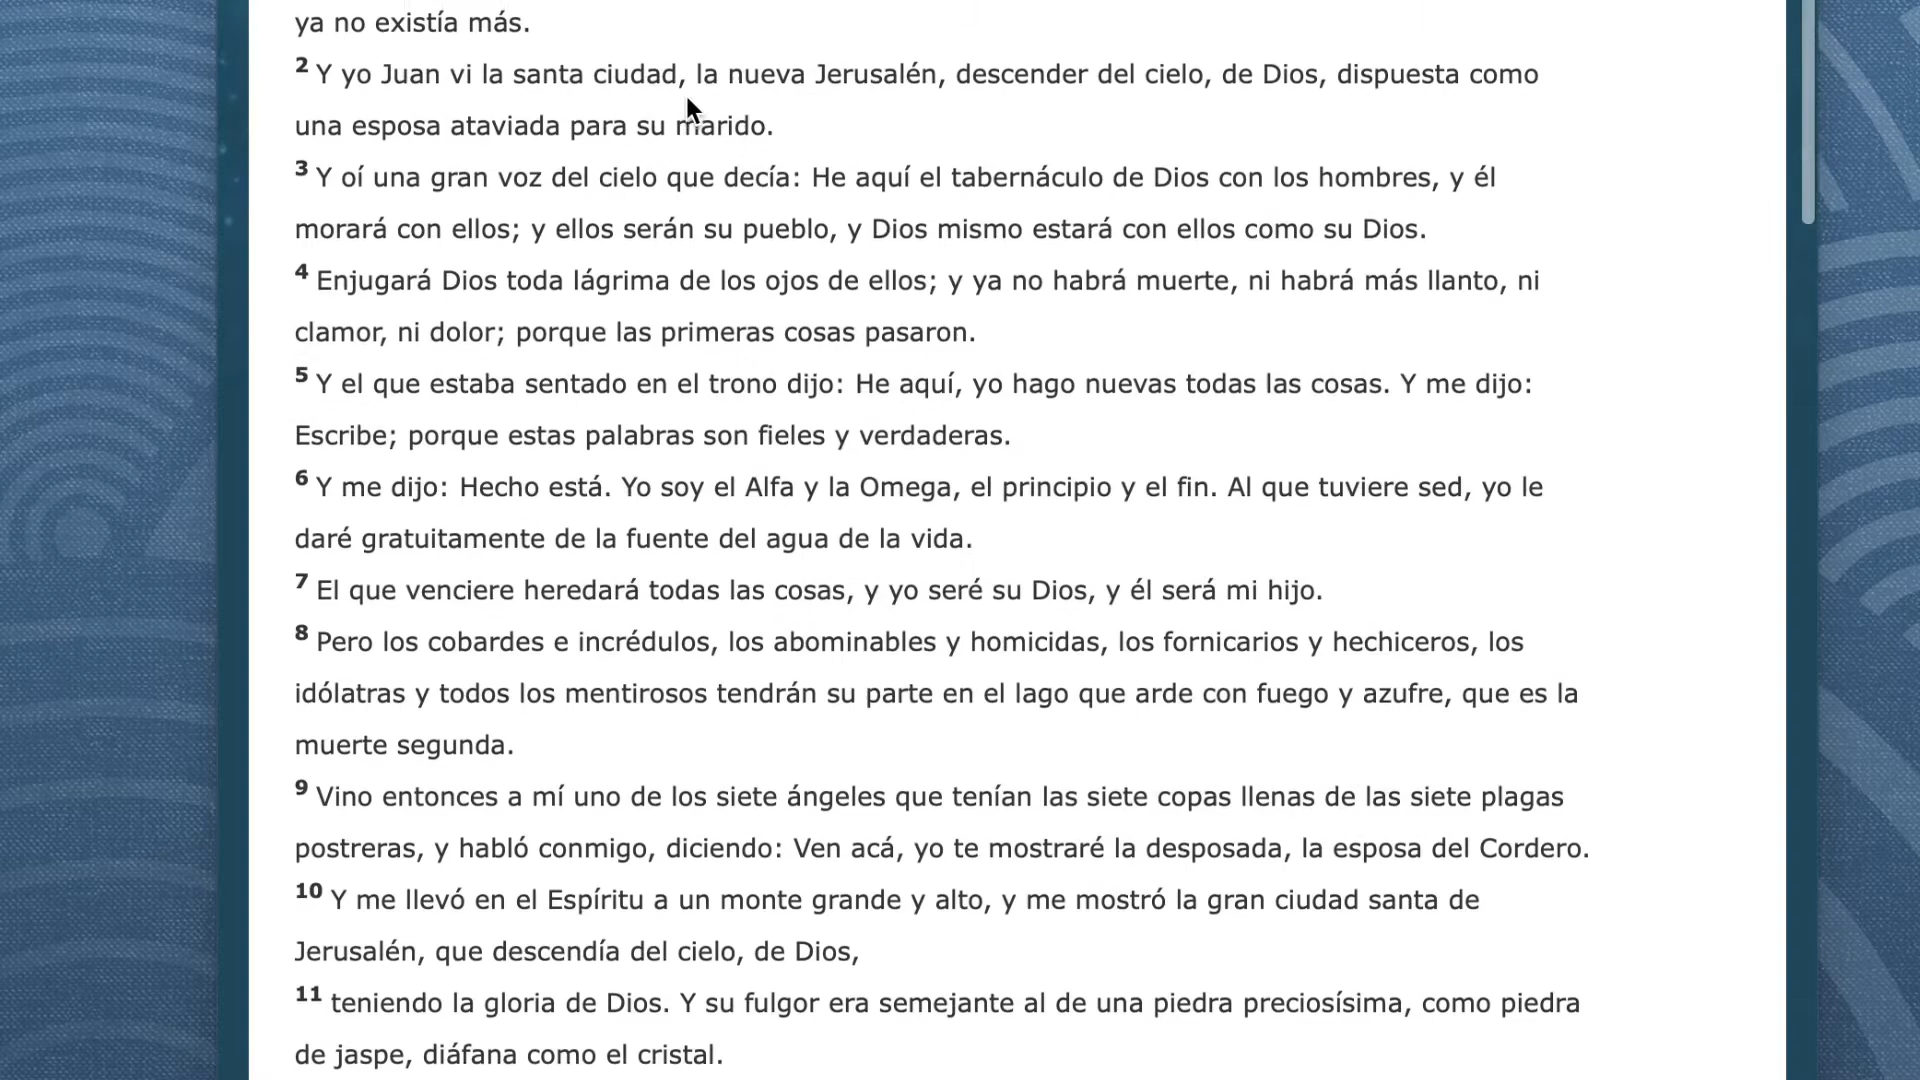 ya no existía más.
2 Y yo Juan vi la santa ciudad, la nueva Jerusalén, descender del cielo, de Dios, dispuesta como
una esposa ataviada para su marido.
3 Y oí una gran voz del cielo que decía: He aquí el tabernáculo de Dios con los hombres, y él
morará con ellos; y ellos serán su pueblo, y Dios mismo estará con ellos como su Dios.
4 Enjugará Dios toda lágrima de los ojos de ellos; y ya no habrá muerte, ni habrá más llanto, ni
clamor, ni dolor; porque las primeras cosas pasaron.
5 Y el que estaba sentado en el trono dijo: He aquí, yo hago nuevas todas las cosas. Y me dijo:
Escribe; porque estas palabras son fieles y verdaderas.
6 Y me dijo: Hecho está. Yo soy el Alfa y la Omega, el principio y el fin. Al que tuviere sed, yo le
daré gratuitamente de la fuente del agua de la vida.
7 El que venciere heredará todas las cosas, y yo seré su Dios, y él será mi hijo.
8 Pero los cobardes e incrédulos, los abominables y homicidas, los fornicarios y hechiceros, los
idólatras y todos los mentirosos tendrán su parte en el lago que arde con fuego y azufre, que es la
muerte segunda.
9 Vino entonces a mí uno de los siete ángeles que tenían las siete copas llenas de las siete plagas
postreras, y habló conmigo, diciendo: Ven acá, yo te mostraré la desposada, la esposa del Cordero.
10 Y me llevó en el Espíritu a un monte grande y alto, y me mostró la gran ciudad santa de
Jerusalén, que descendía del cielo, de Dios,
11 teniendo la gloria de Dios. Y su fulgor era semejante al de una piedra preciosísima, como piedra
de jaspe, diáfana como el cristal.